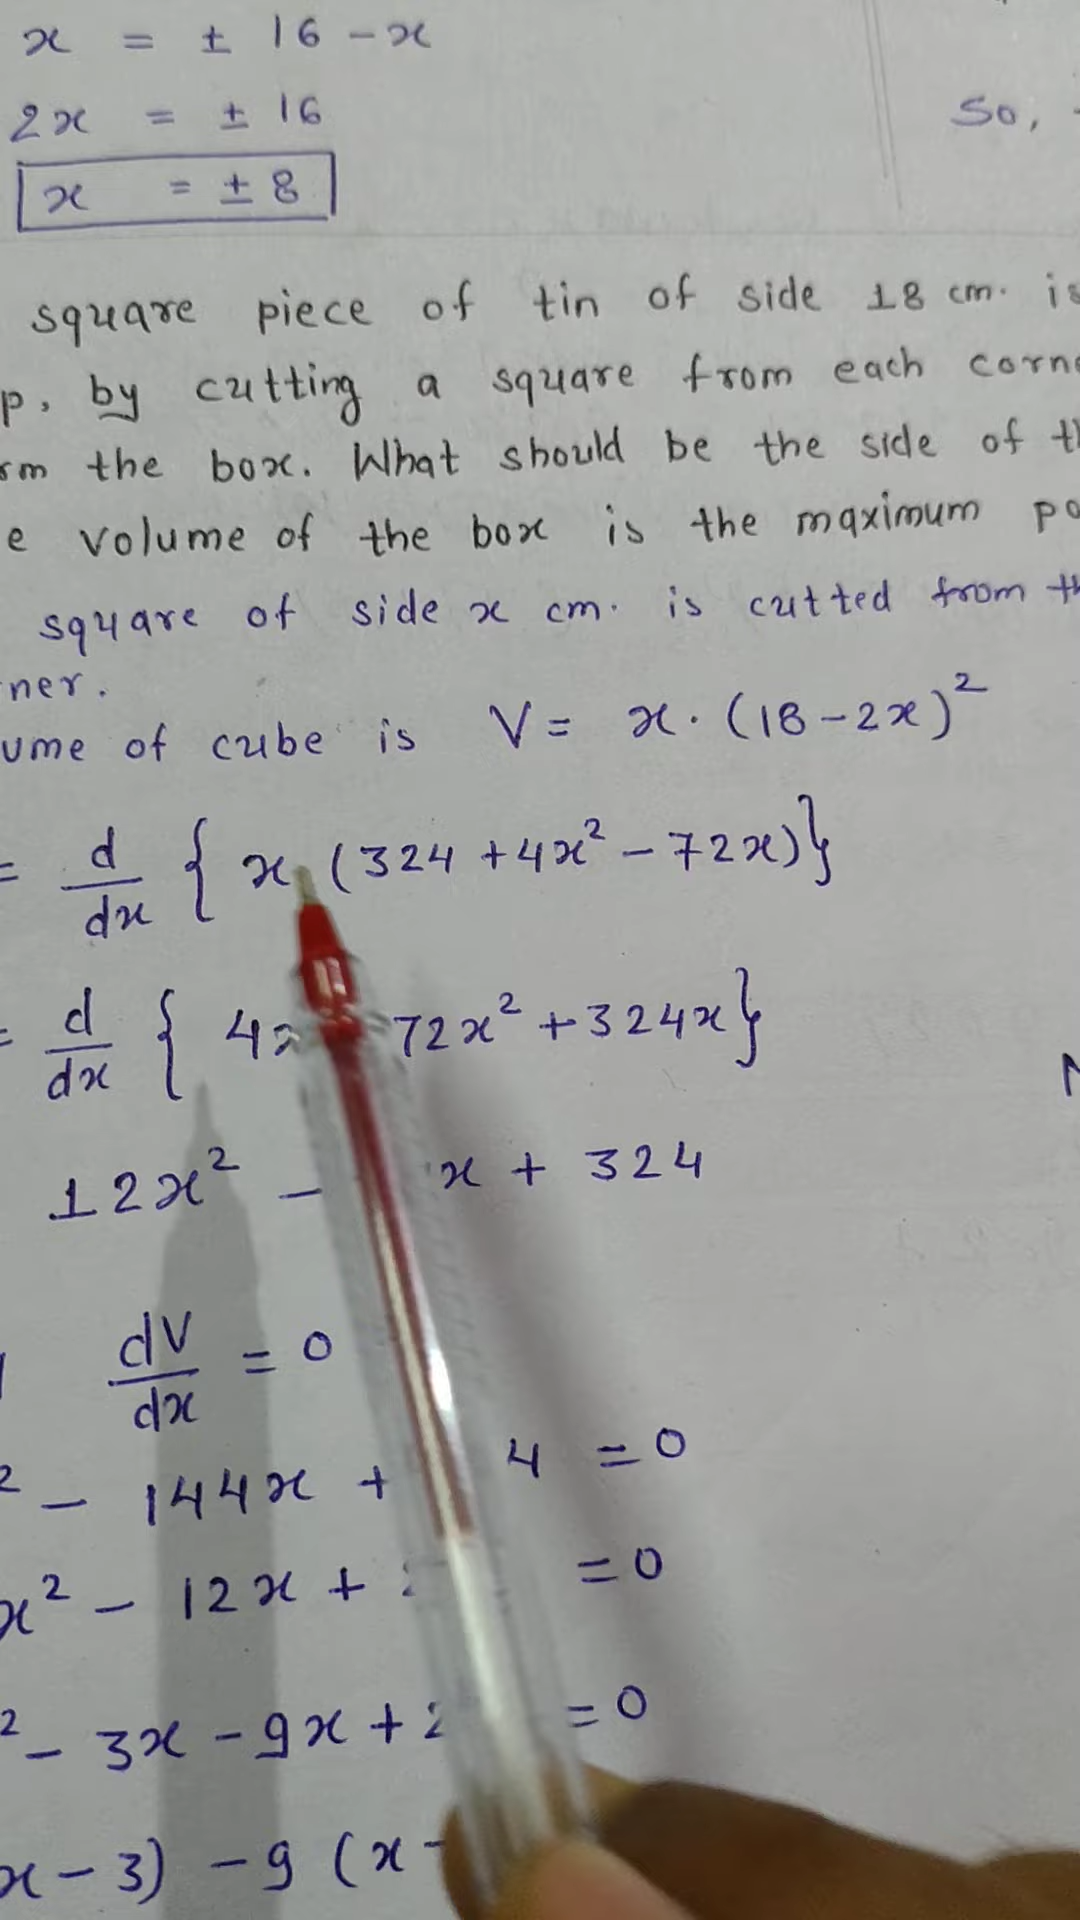 x = ± 16 - x
2x = ± 16
So,
x = ± 8
square piece of tin of side 18 cm. is
p, by cutting a square from each corne
rm the box. What should be the side of th
e volume of the box is the maximum po
square of side x cm. is cutted from th
ner.
ume of cube is V = x. (18-2x)²
= d/dx { x (324 + 4x² - 72x)}
= d/dx { 4x 72x² + 324x}
12x² - x + 324
dV/dx = 0
² - 144x + 4 = 0
x² - 12x + = 0
² - 3x - 9x + = 0
x - 3) - 9 (x -